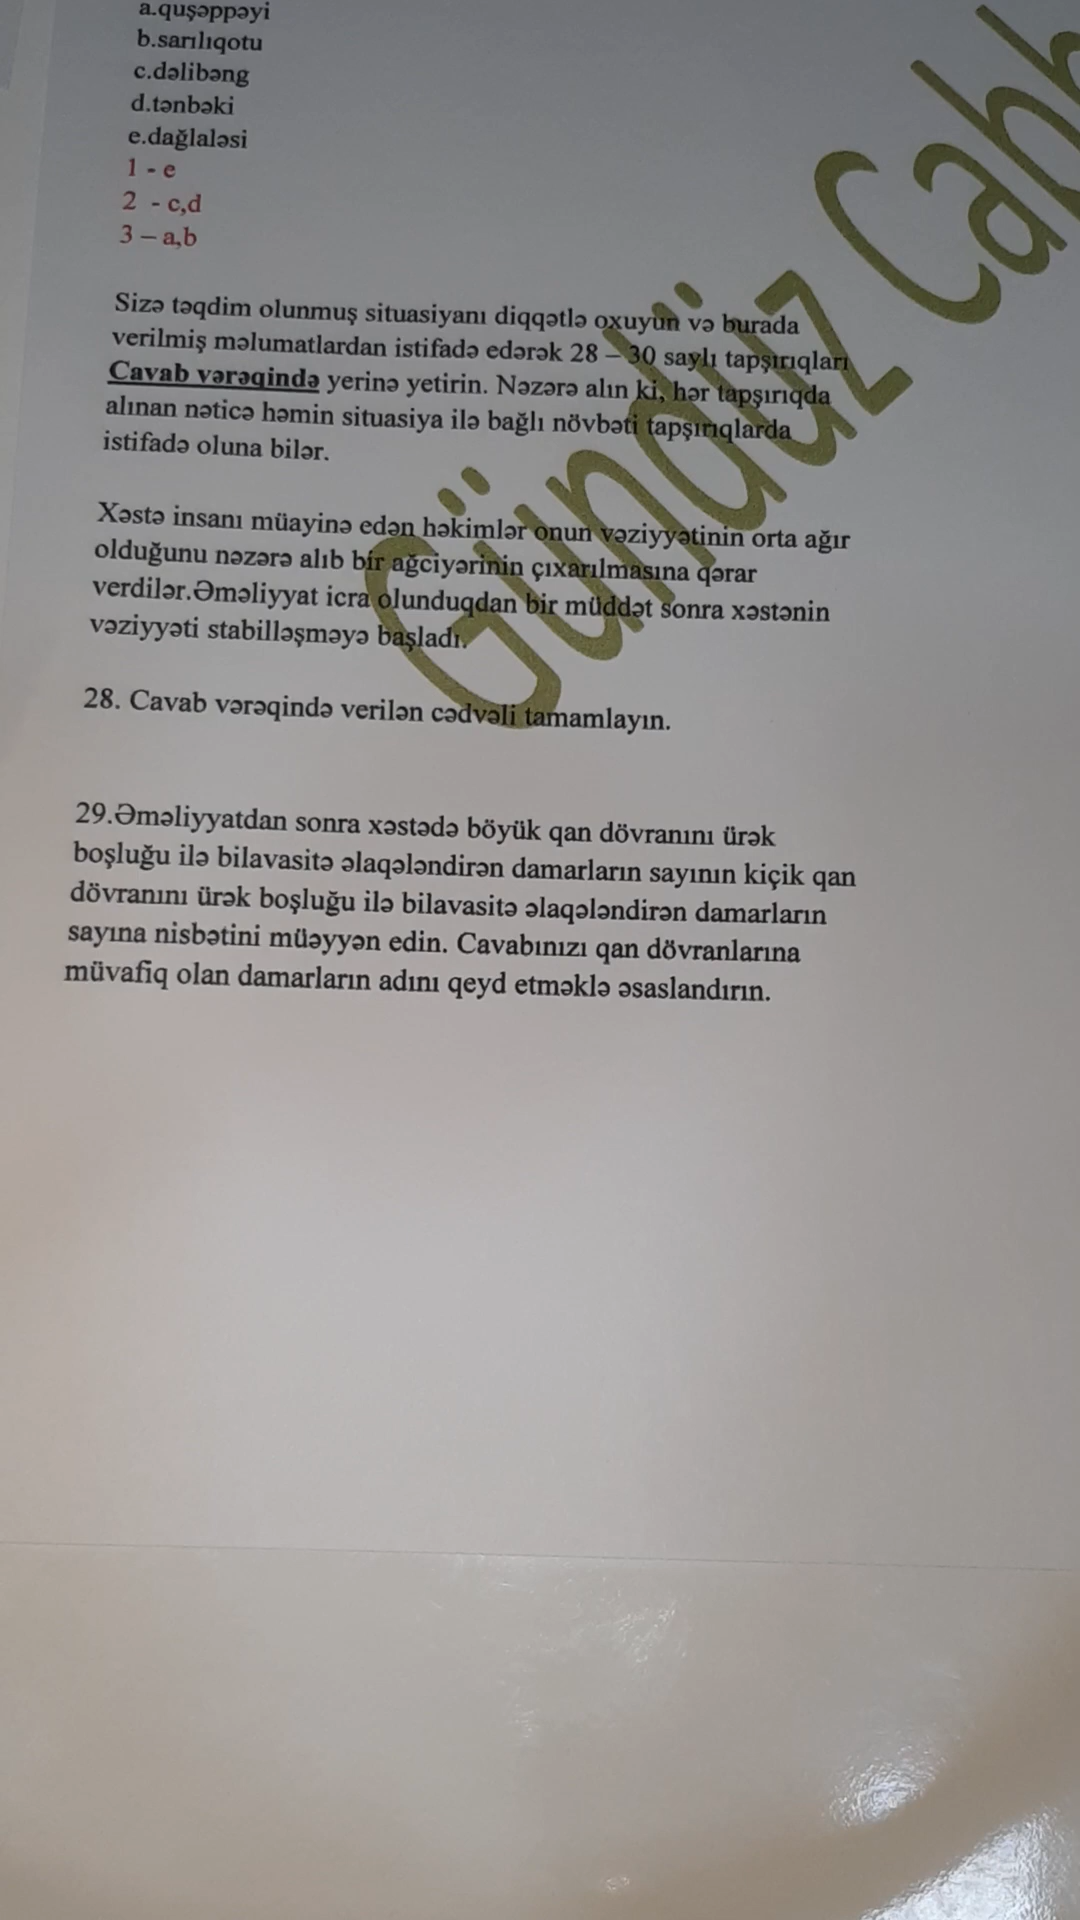 a.quşəppəyi
b.sarılıqotu
c.dəlibəng
d.tənbəki
e.dağlaləsi
1 - e
2 - c,d
3 – a,b
Sizə təqdim olunmuş situasiyanı diqqətlə oxuyun və burada
verilmiş məlumatlardan istifadə edərək 28 – 30 saylı tapşırıqları
Cavab vərəqində yerinə yetirin. Nəzərə alın ki, hər tapşırıqda
alınan nəticə həmin situasiya ilə bağlı növbəti tapşırıqlarda
istifadə oluna bilər.
Xəstə insanı müayinə edən həkimlər onun vəziyyətinin orta ağır
olduğunu nəzərə alıb bir ağciyərinin çıxarılmasına qərar
verdilər.Əməliyyat icra olunduqdan bir müddət sonra xəstənin
vəziyyəti stabilləşməyə başladı.
28. Cavab vərəqində verilən cədvəli tamamlayın.
29.Əməliyyatdan sonra xəstədə böyük qan dövranını ürək
boşluğu ilə bilavasitə əlaqələndirən damarların sayının kiçik qan
dövranını ürək boşluğu ilə bilavasitə əlaqələndirən damarların
sayına nisbətini müəyyən edin. Cavabınızı qan dövranlarına
müvafiq olan damarların adını qeyd etməklə əsaslandırın.
Gündüz